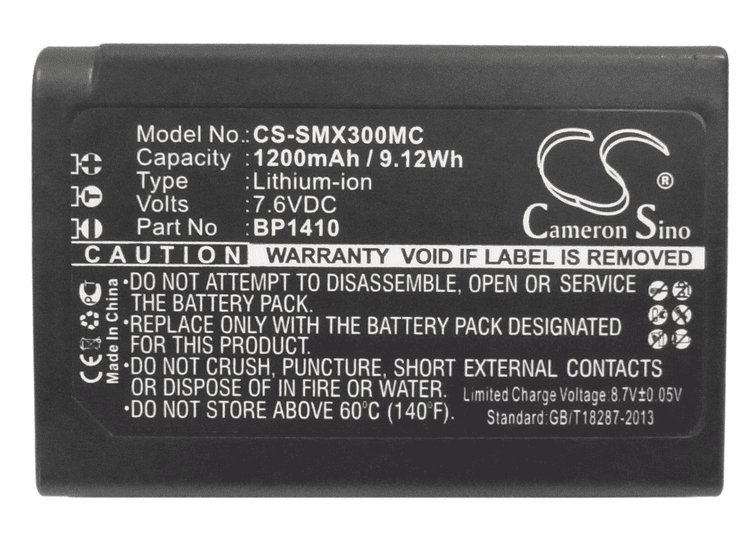 Model No.: CS-SMX300MC
Capacity :1200mAh / 9.12Wh
Type :Lithium-ion
Volts :7.6VDC
Part No :BP1410
CS ®
Cameron Sino
CAUTION WARRANTY VOID IF LABEL IS REMOVED
•DO NOT ATTEMPT TO DISASSEMBLE, OPEN OR SERVICE
THE BATTERY PACK.
•REPLACE ONLY WITH THE BATTERY PACK DESIGNATED
FOR THIS PRODUCT.
•DO NOT CRUSH, PUNCTURE, SHORT EXTERNAL CONTACTS
OR DISPOSE OF IN FIRE OR WATER.
•DO NOT STORE ABOVE 60°C (140°F).
Limited Charge Voltage:8.7V±0.05V
Standard:GB/T18287-2013
CE
Made in China